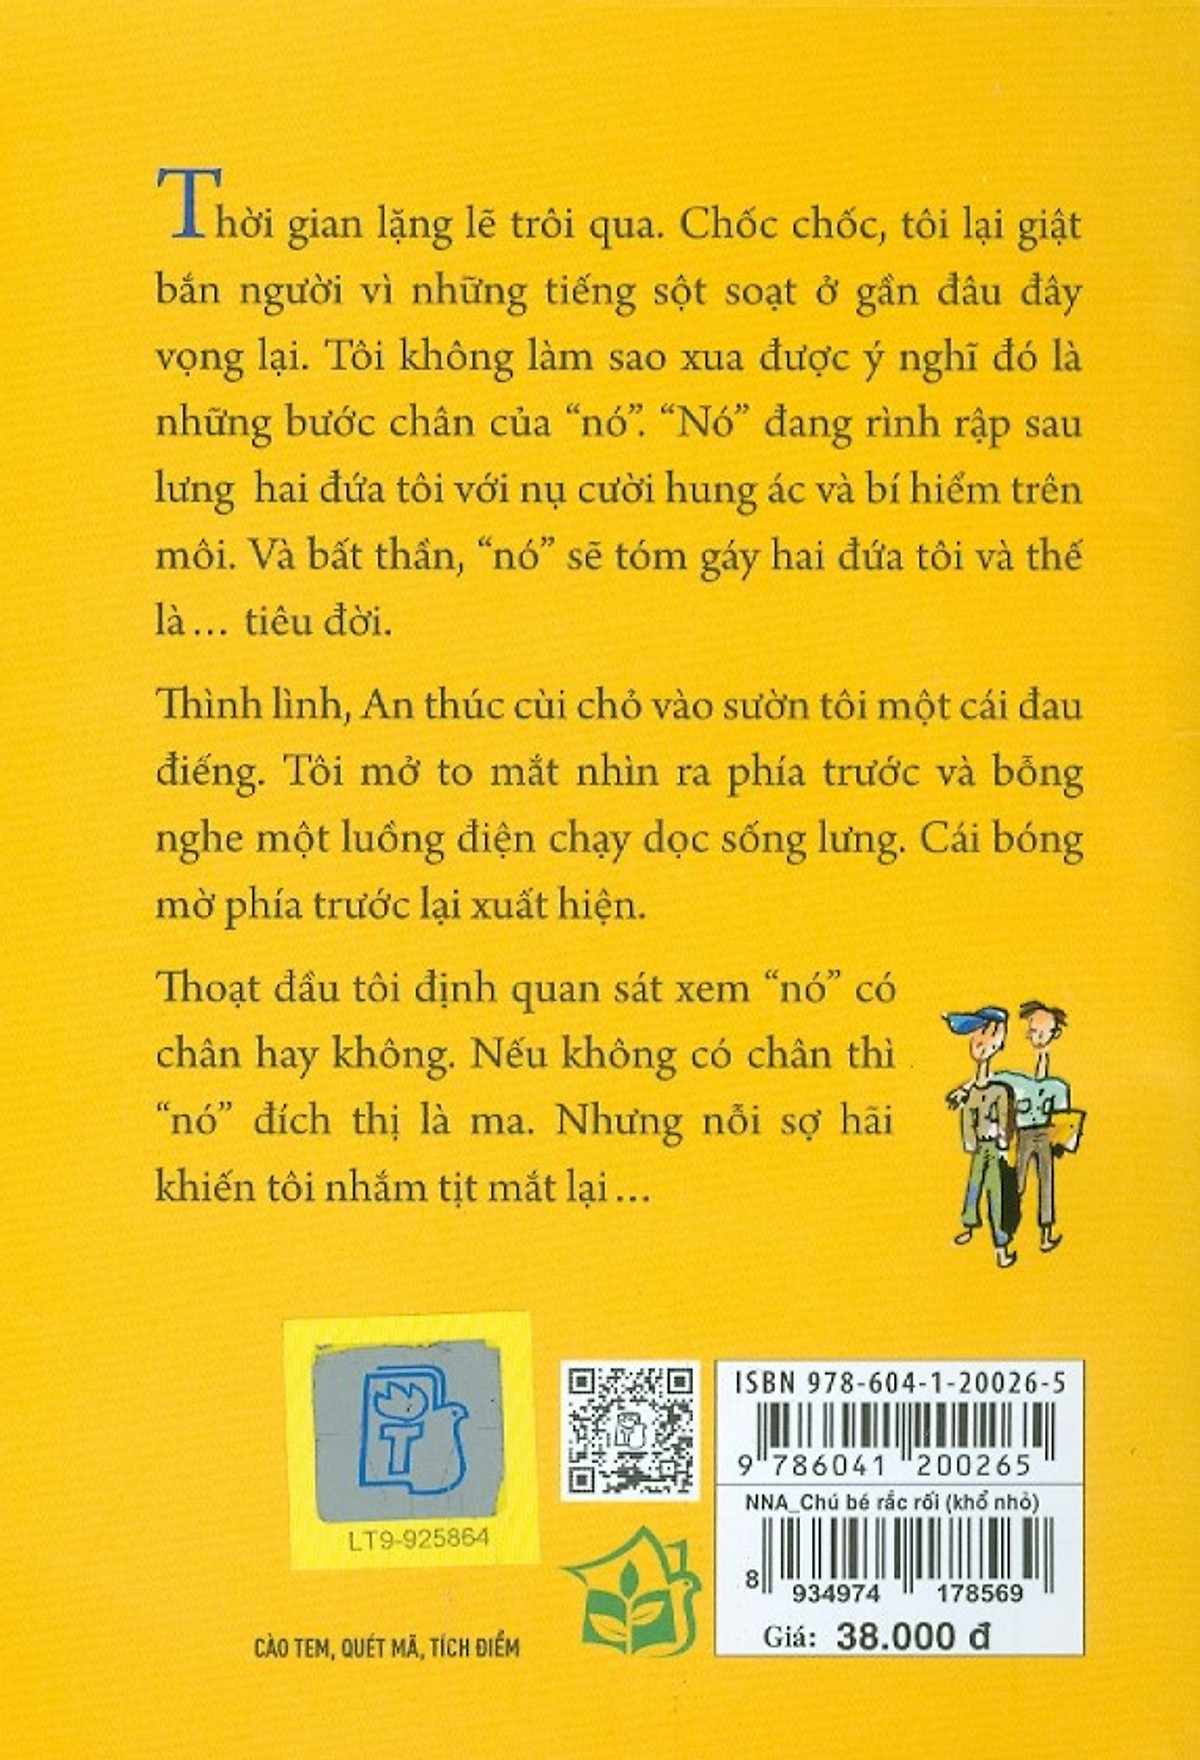 Thời gian lặng lẽ trôi qua. Chốc chốc, tôi lại giật
bắn người vì những tiếng sột soạt ở gần đâu đây
vọng lại. Tôi không làm sao xua được ý nghĩ đó là
những bước chân của “nó”. “Nó” đang rình rập sau
lưng hai đứa tôi với nụ cười hung ác và bí hiểm trên
môi. Và bất thần, “nó” sẽ tóm gáy hai đứa tôi và thế
là… tiêu đời.
Thình lình, An thúc cùi chỏ vào sườn tôi một cái đau
điếng. Tôi mở to mắt nhìn ra phía trước và bỗng
nghe một luồng điện chạy dọc sống lưng. Cái bóng
mờ phía trước lại xuất hiện.
Thoạt đầu tôi định quan sát xem “nó” có
chân hay không. Nếu không có chân thì
“nó” đích thị là ma. Nhưng nỗi sợ hãi
khiến tôi nhắm tịt mắt lại…
T
LT9-925864
CÀO TEM, QUÉT MÃ, TÍCH ĐIỂM
ISBN 978-604-1-20026-5
9 786041 200265
NNA_Chú bé rắc rối (khổ nhỏ)
8 934974 178569
Giá: 38.000 đ